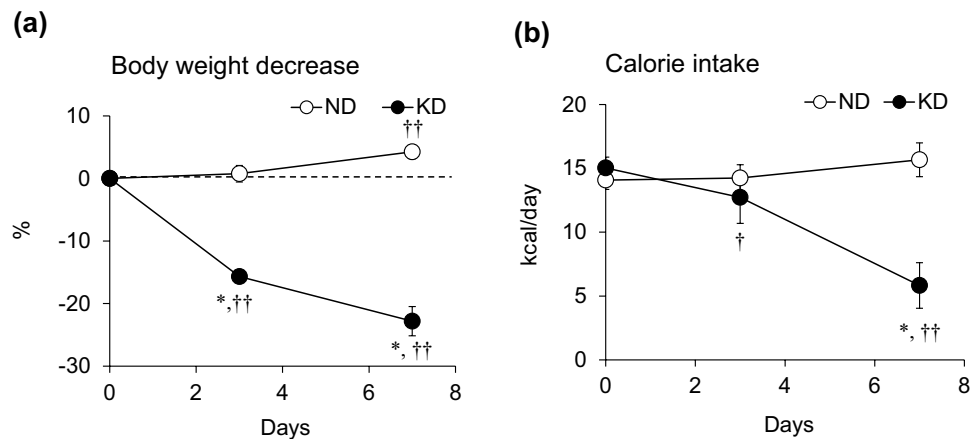 (a)
Body weight decrease
ND KD
10
0
-10
-20
-30
%
††
*,††
*, ††
0 2 4 6 8
Days
(b)
Calorie intake
ND KD
20
15
10
5
0
kcal/day
†
*, ††
0 2 4 6 8
Days